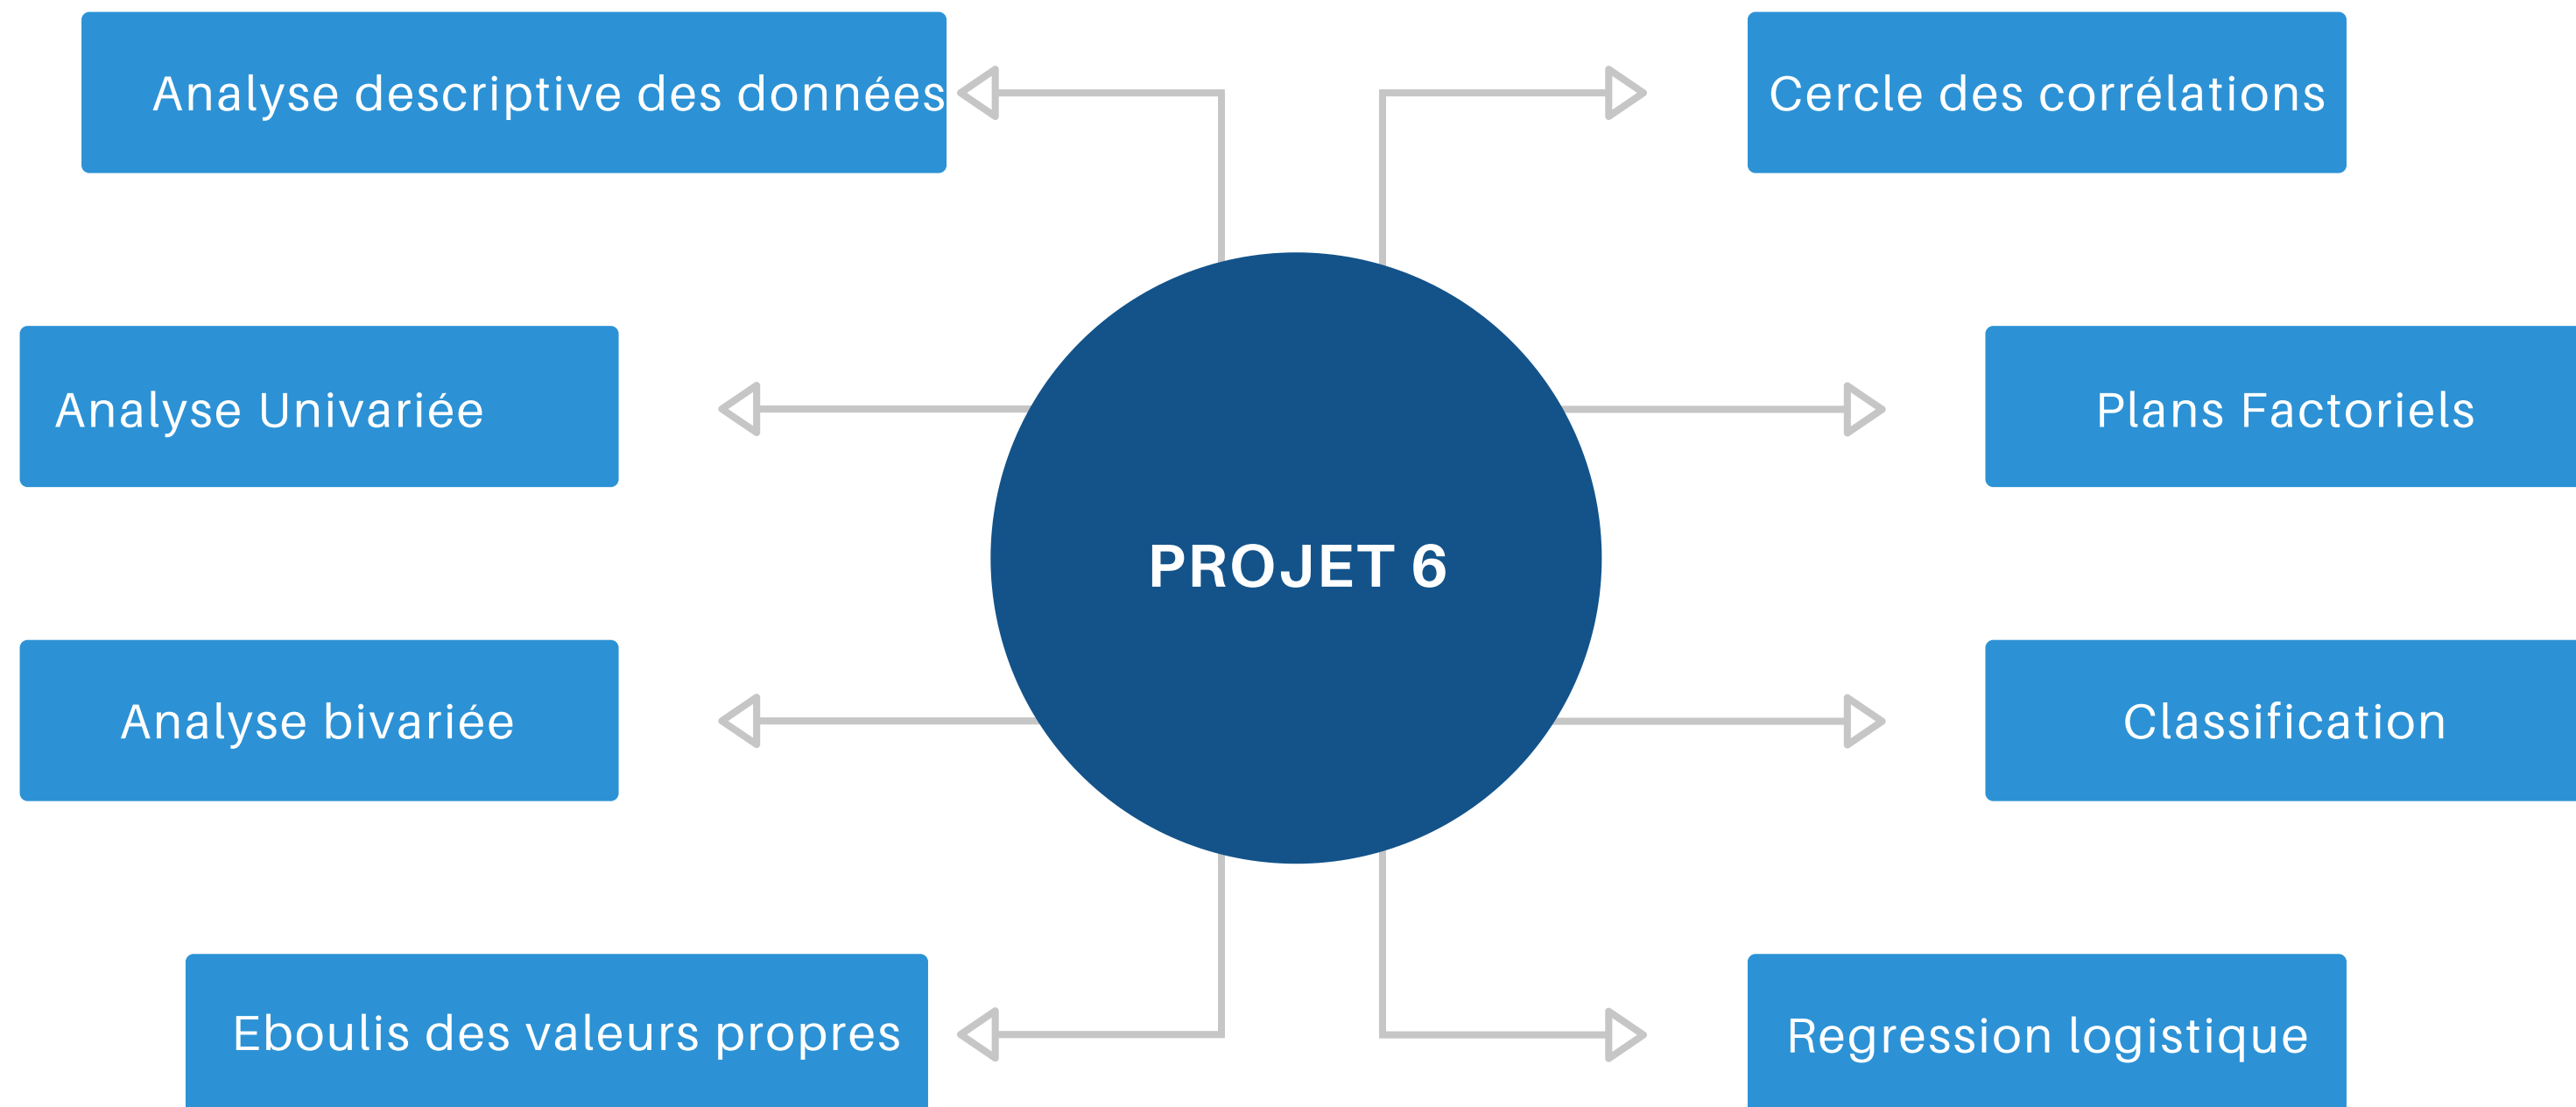 Analyse descriptive des données
Cercle des corrélations
Analyse Univariée
Plans Factoriels
PROJET 6
Analyse bivariée
Classification
Eboulis des valeurs propres
Regression logistique